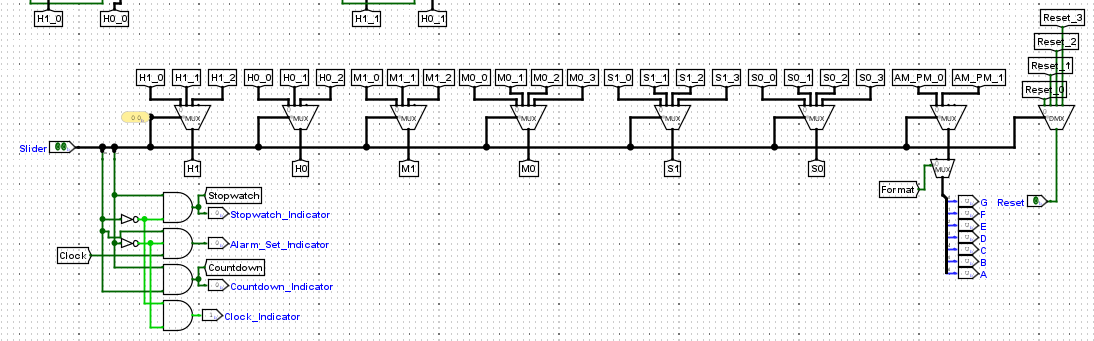 H1_0 H0_0 H1_1 H0_1 Reset_3
Reset_2
Reset_1
Reset_0
H1_0 H1_1 H1_2 H0_0 H0_1 H0_2 M1_0 M1_1 M1_2 M0_0 M0_1 M0_2 M0_3 S1_0 S1_1 S1_2 S1_3 S0_0 S0_1 S0_2 S0_3 AM_PM_0 AM_PM_1
MUX MUX MUX MUX MUX MUX MUX DMX
Slider 00
H1 H0 M1 M0 S1 S0 MUX
Format
Stopwatch
Stopwatch_Indicator
Clock
Alarm_Set_Indicator
Countdown
Countdown_Indicator
Clock_Indicator
G
F
E
D
C
B
A
Reset 0